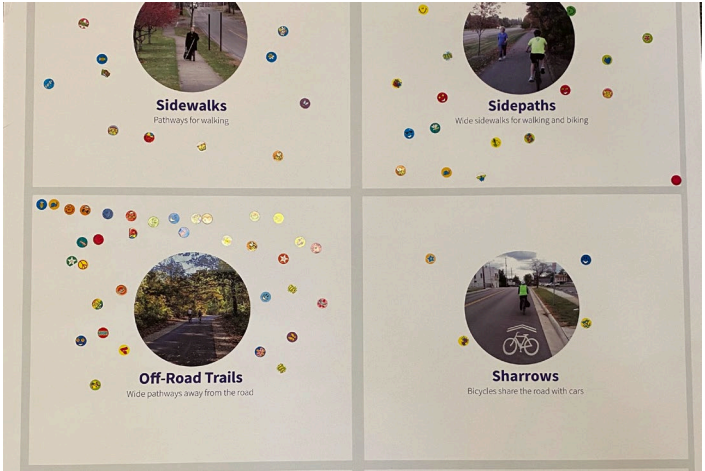 Sidewalks
Pathways for walking
Sidepaths
Wide sidewalks for walking and biking
Off-Road Trails
Wide pathways away from the road
Sharrows
Bicycles share the road with cars